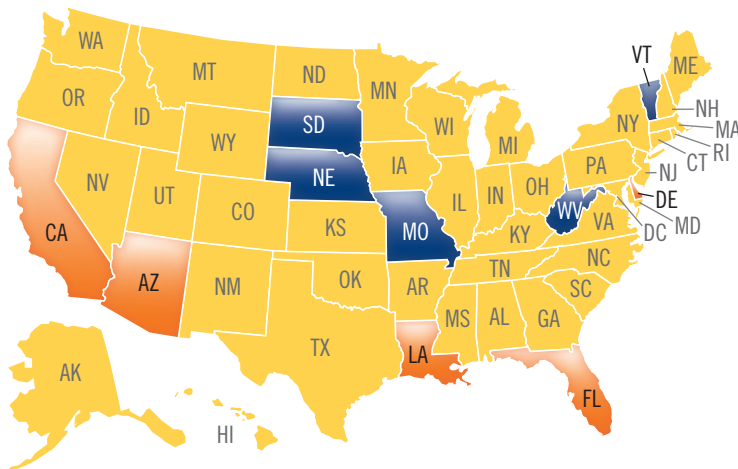 WA
MT
ND
MN
VT
ME
OR
ID
SD
WI
MI
NY
NH
MA
RI
CT
WY
NE
IA
PA
NJ
NV
UT
CO
IL
IN
OH
DE
MD
DC
CA
KS
MO
WV
VA
KY
AZ
NM
OK
AR
TN
NC
SC
TX
LA
MS
AL
GA
AK
HI
FL